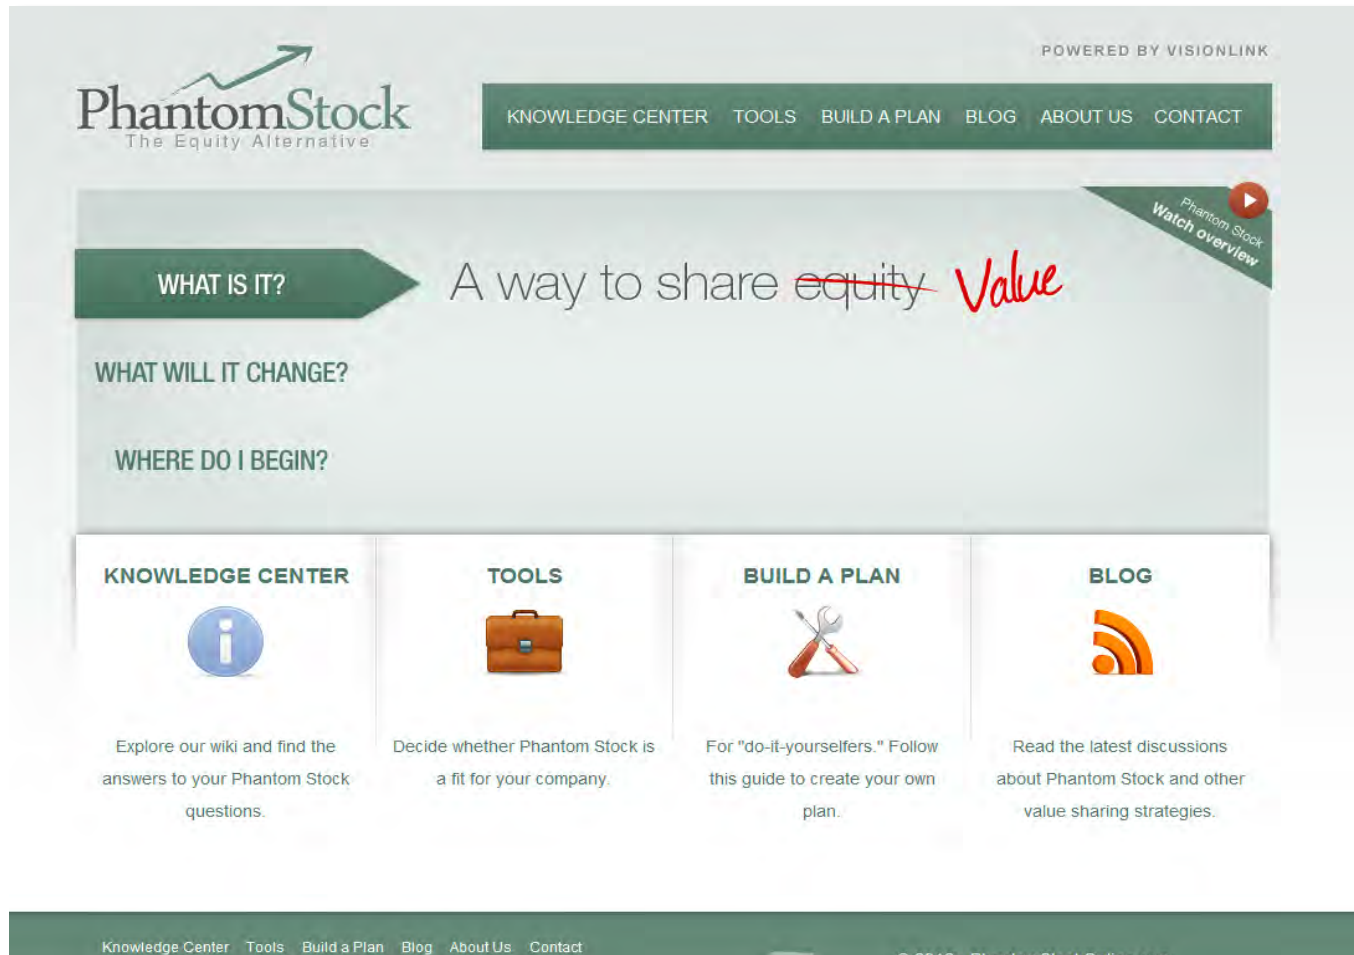 POWERED BY VISIONLINK
PhantomStock
The Equity Alternative
KNOWLEDGE CENTER TOOLS BUILD A PLAN BLOG ABOUT US CONTACT
Phantom Stock
Watch overview
WHAT IS IT?
A way to share equity Value
WHAT WILL IT CHANGE?
WHERE DO I BEGIN?
KNOWLEDGE CENTER
Explore our wiki and find the
answers to your Phantom Stock
questions.
TOOLS
Decide whether Phantom Stock is
a fit for your company.
BUILD A PLAN
For "do-it-yourselfers." Follow
this guide to create your own
plan.
BLOG
Read the latest discussions
about Phantom Stock and other
value sharing strategies.
Knowledge Center Tools Build a Plan Blog About Us Contact